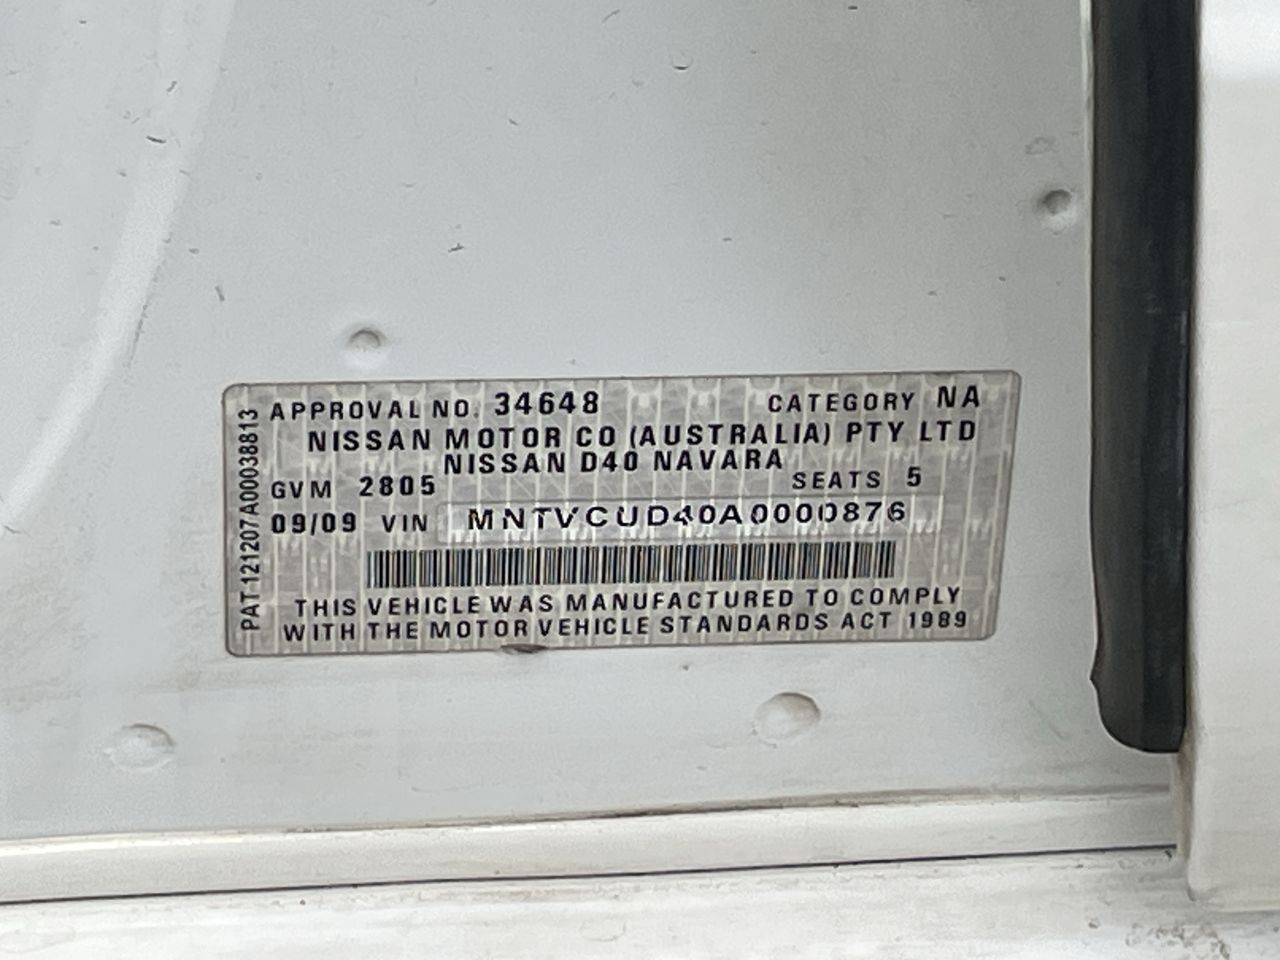 APPROVAL NO. 34648 CATEGORY NA
NISSAN MOTOR CO (AUSTRALIA) PTY LTD
NISSAN D40 NAVARA
GVM 2805 SEATS 5
09/09 VIN MNTVCUD40A0000876
THIS VEHICLE WAS MANUFACTURED TO COMPLY
WITH THE MOTOR VEHICLE STANDARDS ACT 1989
PAT 121207A00038813